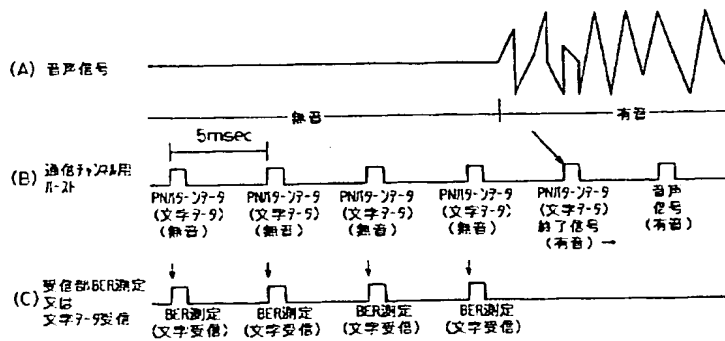 (A) 音声信号
無音
有音
5msec
(B) 通信チャンネル用
バースト
PNパターンデータ
(文字データ)
(無音)
PNパターンデータ
(文字データ)
(無音)
PNパターンデータ
(文字データ)
(無音)
PNパターンデータ
(文字データ)
(無音)
PNパターンデータ
(文字データ)
終了信号
(有音)→
音声
信号
(有音)
(C) 受信部BER測定
又は
文字データ受信
BER測定
(文字受信)
BER測定
(文字受信)
BER測定
(文字受信)
BER測定
(文字受信)